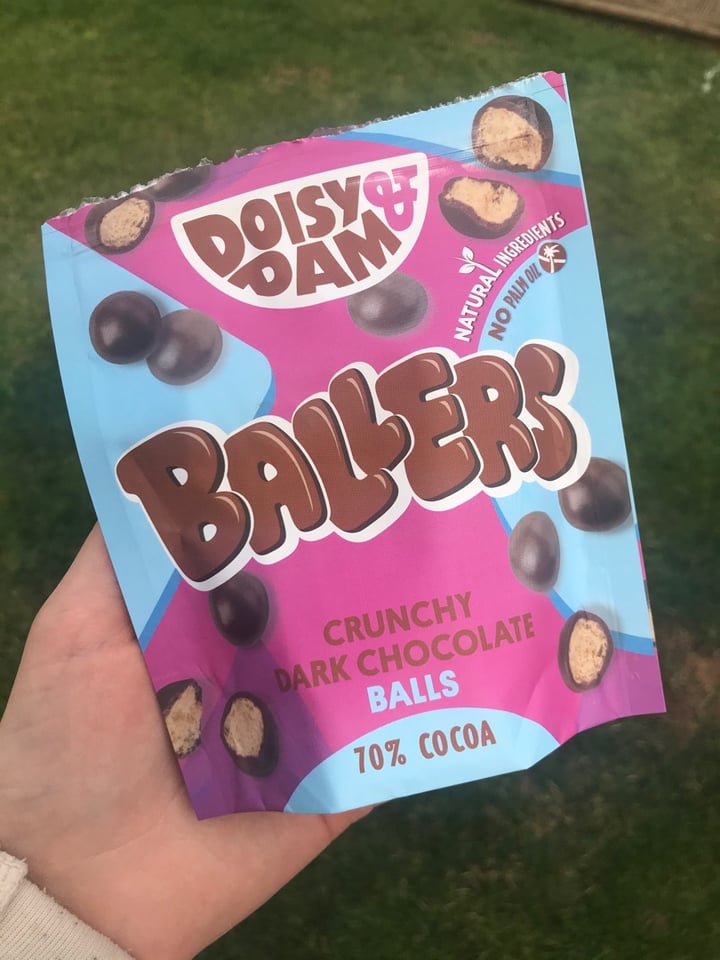 DOISY &
DAM
NATURAL INGREDIENTS
NO PALM OIL
BALLERS
CRUNCHY
DARK CHOCOLATE
BALLS
70% COCOA